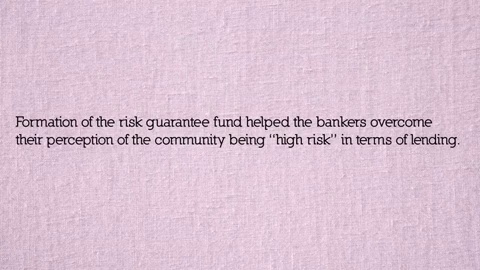 Formation of the risk guarantee fund helped the bankers overcome
their perception of the community being “high risk” in terms of lending.